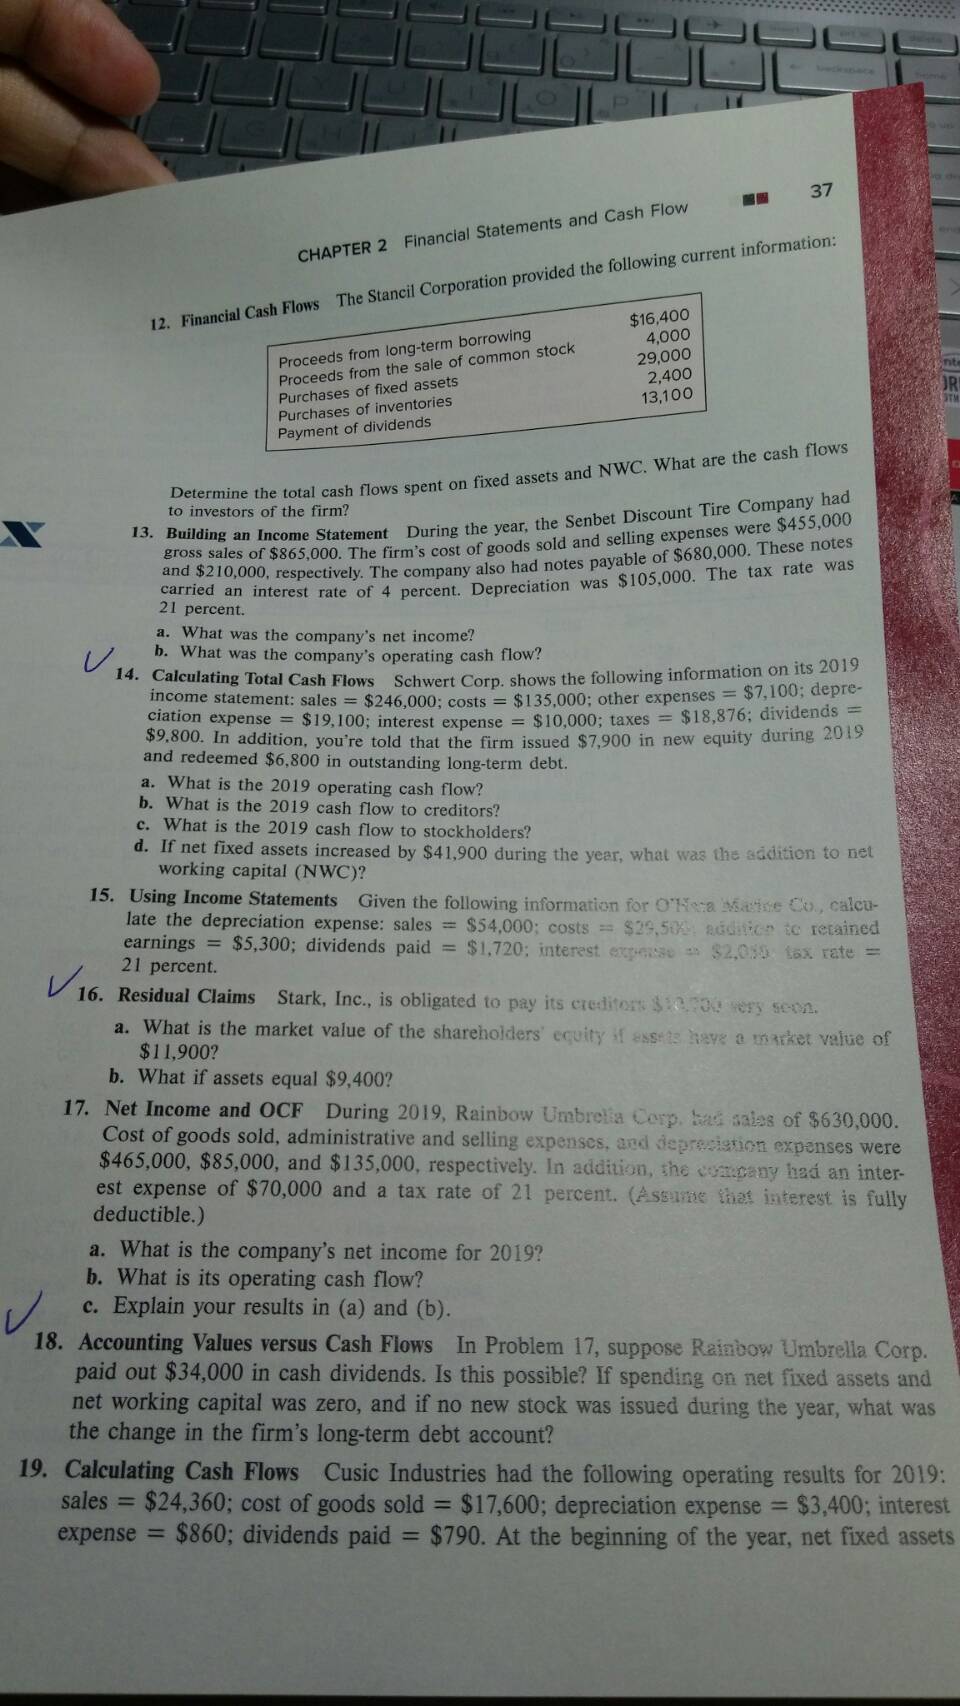 37
CHAPTER 2 Financial Statements and Cash Flow
12. Financial Cash Flows The Stancil Corporation provided the following current information:
Proceeds from long-term borrowing $16,400
Proceeds from the sale of common stock 4,000
Purchases of fixed assets 29,000
Purchases of inventories 2,400
Payment of dividends 13,100
Determine the total cash flows spent on fixed assets and NWC. What are the cash flows
to investors of the firm?
13. Building an Income Statement During the year, the Senbet Discount Tire Company had
gross sales of $865,000. The firm's cost of goods sold and selling expenses were $455,000
and $210,000, respectively. The company also had notes payable of $680,000. These notes
carried an interest rate of 4 percent. Depreciation was $105,000. The tax rate was
21 percent.
a. What was the company's net income?
b. What was the company's operating cash flow?
14. Calculating Total Cash Flows Schwert Corp. shows the following information on its 2019
income statement: sales = $246,000; costs = $135,000; other expenses = $7,100; depre-
ciation expense = $19,100; interest expense = $10,000; taxes = $18,876; dividends =
$9,800. In addition, you're told that the firm issued $7,900 in new equity during 2019
and redeemed $6,800 in outstanding long-term debt.
a. What is the 2019 operating cash flow?
b. What is the 2019 cash flow to creditors?
c. What is the 2019 cash flow to stockholders?
d. If net fixed assets increased by $41,900 during the year, what was the addition to net
working capital (NWC)?
15. Using Income Statements Given the following information for Marine Co., calcu-
late the depreciation expense: sales = $54,000; costs = $29,500; addition to retained
earnings = $5,300; dividends paid = $1,720; interest expense = tax rate =
21 percent.
16. Residual Claims Stark, Inc., is obligated to pay its creditors very soon.
a. What is the market value of the shareholders' equity if assets have a market value of
$11,900?
b. What if assets equal $9,400?
17. Net Income and OCF During 2019, Rainbow Umbrella Corp. had sales of $630,000.
Cost of goods sold, administrative and selling expenses, and depreciation expenses were
$465,000, $85,000, and $135,000, respectively. In addition, the company had an inter-
est expense of $70,000 and a tax rate of 21 percent. (Assume that interest is fully
deductible.)
a. What is the company's net income for 2019?
b. What is its operating cash flow?
c. Explain your results in (a) and (b).
18. Accounting Values versus Cash Flows In Problem 17, suppose Rainbow Umbrella Corp.
paid out $34,000 in cash dividends. Is this possible? If spending on net fixed assets and
net working capital was zero, and if no new stock was issued during the year, what was
the change in the firm's long-term debt account?
19. Calculating Cash Flows Cusic Industries had the following operating results for 2019:
sales = $24,360; cost of goods sold = $17,600; depreciation expense = $3,400; interest
expense = $860; dividends paid = $790. At the beginning of the year, net fixed assets